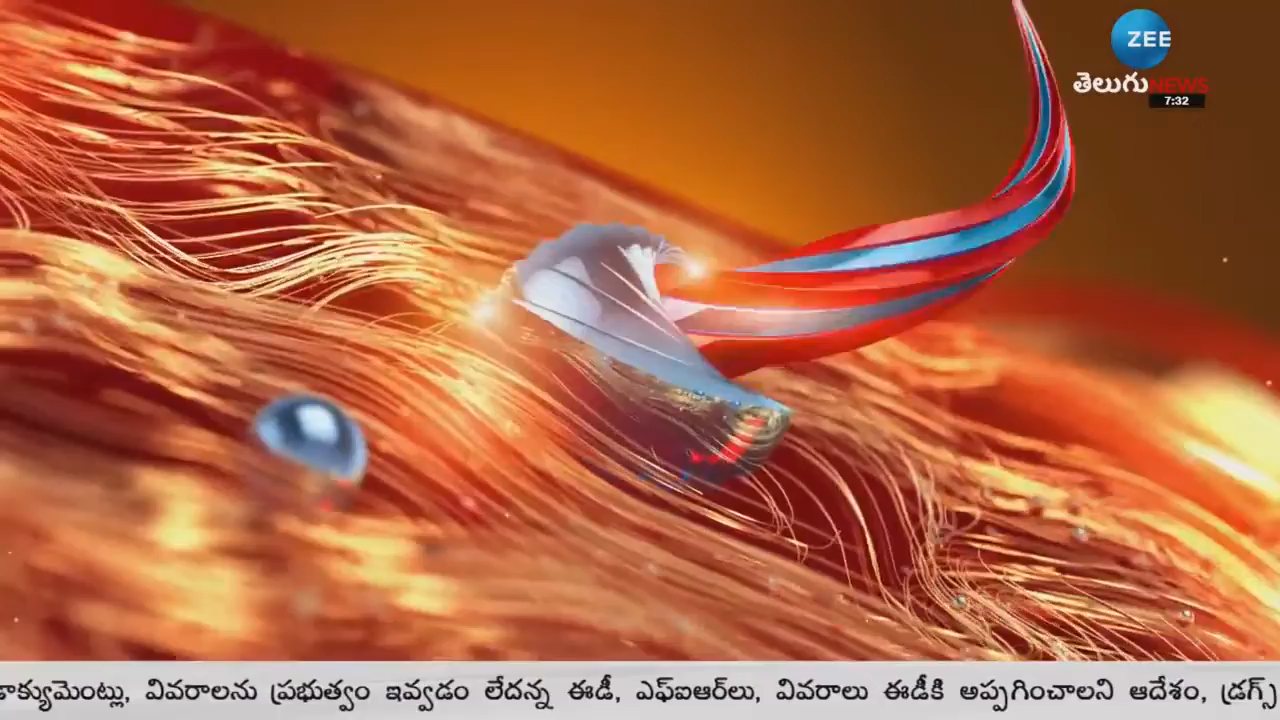 ZEE
తెలుగు NEWS
7:32
డాక్యుమెంట్లు, వివరాలను ప్రభుత్వం ఇవ్వడం లేదన్న ఈడీ, ఎఫ్ఐఆర్‌లు, వివరాలు ఈడీకి అప్పగించాలని ఆదేశం, డ్రగ్స్